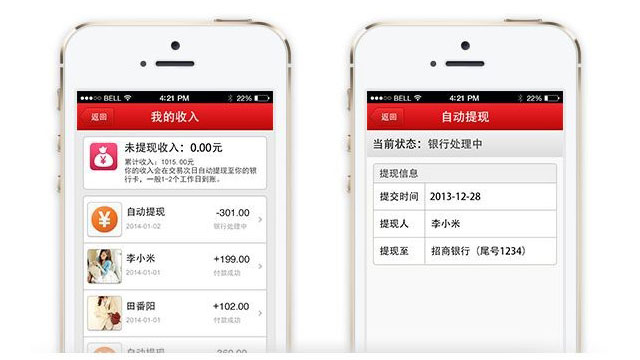 BELL 4:21 PM 22%
返回 我的收入
未提现收入：0.00元
累计收入：1015.00元
你的收入会在交易次日自动提现至你的银
行卡，一般1-2个工作日到账。
自动提现 -301.00
2014-01-02 银行处理中
李小米 +199.00
2014-01-01 付款成功
田番阳 +102.00
2014-01-01 付款成功
自动提现 -360.00
BELL 4:21 PM 22%
返回 自动提现
当前状态：银行处理中
提现信息
提交时间 2013-12-28
提现人 李小米
提现至 招商银行（尾号1234）